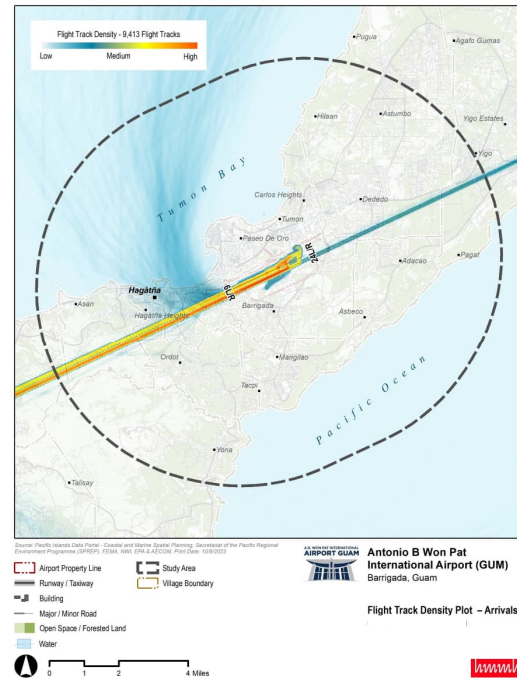 Flight Track Density - 9,413 Flight Tracks
Low Medium High
Pugua
Agafo Gumas
Hilaan
Astumbo
Yigo Estates
Yigo
Tumon Bay
Carlos Heights
Dededo
Tumon
Paseo De Oro
24L/R
Adacao
Pagat
Hagåtña
6L/R
Asan
Hagåtña Heights
Barrigada
Asbeco
Ordot
Mangilao
Taepi
Pacific Ocean
Yona
Talisay
Source: Pacific Islands Data Portal - Coastal and Marine Spatial Planning, Secretariat of the Pacific Regional
Environment Programme (SPREP), FEMA, NWI, EPA & AECOM, Print Date: 10/9/2023
Airport Property Line
Study Area
Runway / Taxiway
Village Boundary
Building
Major / Minor Road
Open Space / Forested Land
Water
0 1 2 4 Miles
A.B. WON PAT INTERNATIONAL
AIRPORT GUAM
Antonio B Won Pat
International Airport (GUM)
Barrigada, Guam
Flight Track Density Plot – Arrivals
hmmh